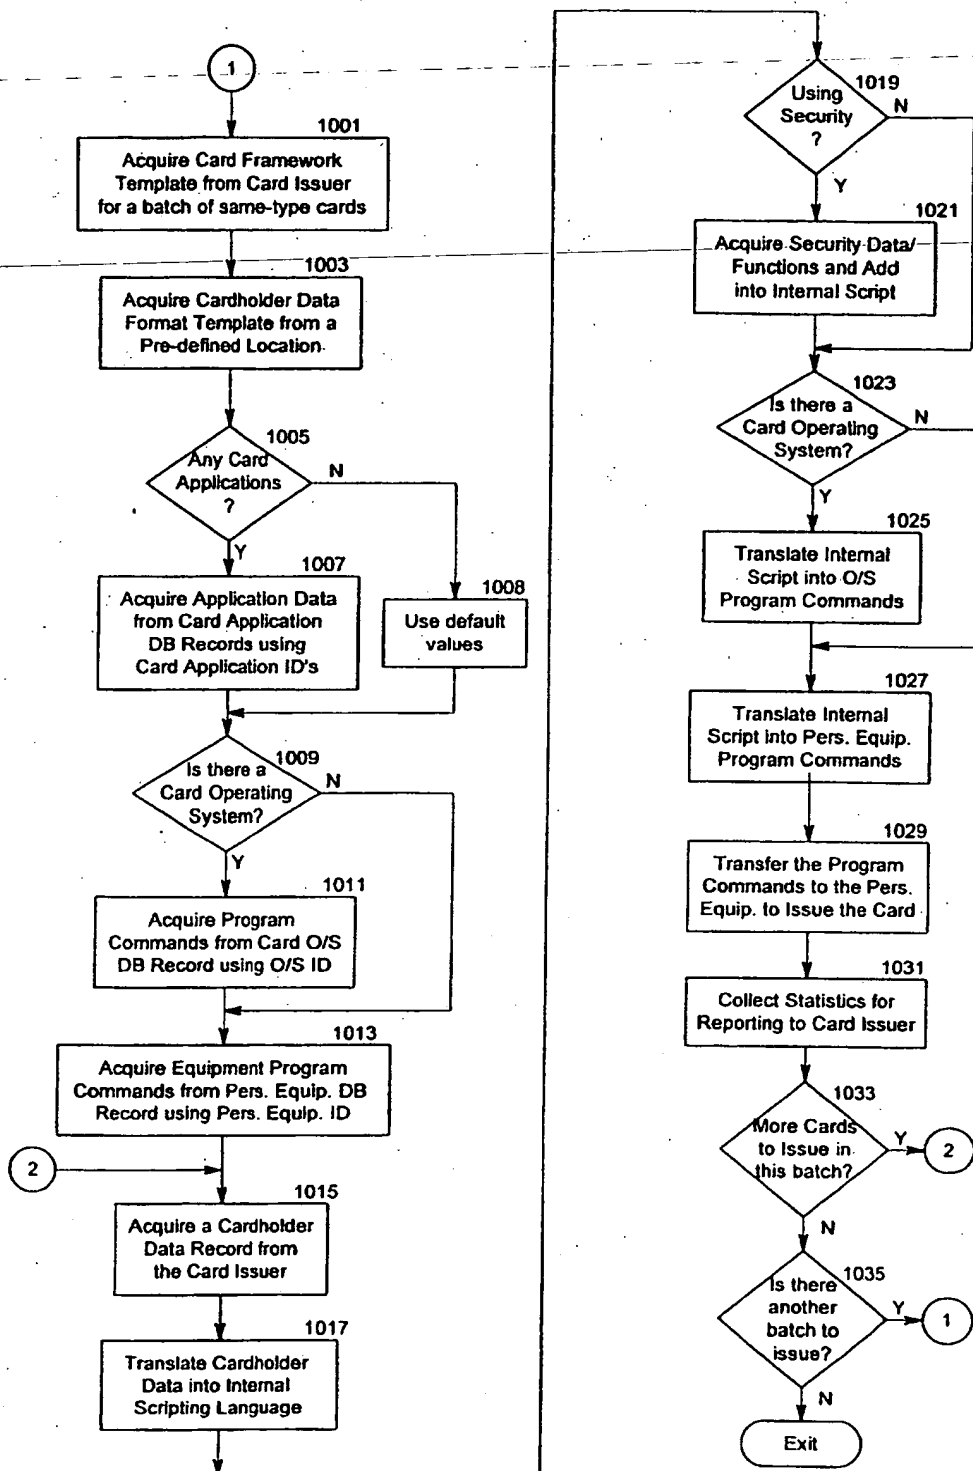 1
1001
Acquire Card Framework
Template from Card Issuer
for a batch of same-type cards
1003
Acquire Cardholder Data
Format Template from a
Pre-defined Location
1005
Any Card
Applications
?
N
Y
1007
Acquire Application Data
from Card Application
DB Records using
Card Application ID's
1008
Use default
values
1009
Is there a
Card Operating
System?
N
Y
1011
Acquire Program
Commands from Card O/S
DB Record using O/S ID
1013
Acquire Equipment Program
Commands from Pers. Equip. DB
Record using Pers. Equip. ID
2
1015
Acquire a Cardholder
Data Record from
the Card Issuer
1017
Translate Cardholder
Data into Internal
Scripting Language
1019
Using
Security
?
N
Y
1021
Acquire Security Data/
Functions and Add
into Internal Script
1023
Is there a
Card Operating
System?
N
Y
1025
Translate Internal
Script into O/S
Program Commands
1027
Translate Internal
Script into Pers. Equip.
Program Commands
1029
Transfer the Program
Commands to the Pers.
Equip. to Issue the Card
1031
Collect Statistics for
Reporting to Card Issuer
1033
More Cards
to Issue in
this batch?
Y
2
N
1035
Is there
another
batch to
issue?
Y
1
N
Exit